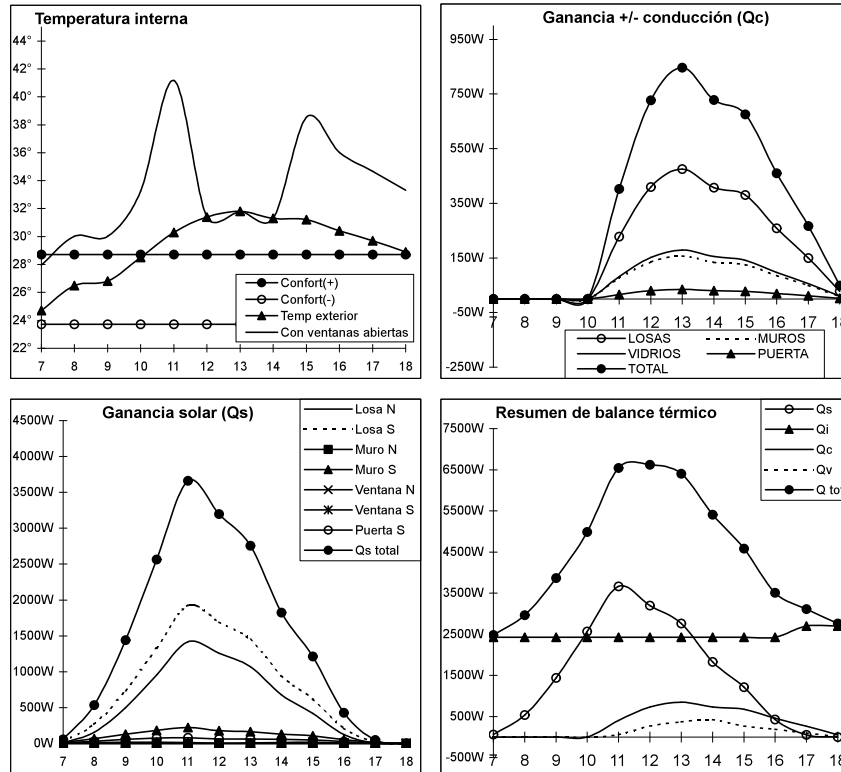 Temperatura interna
44°
42°
40°
38°
36°
34°
32°
30°
28°
26°
24°
22°
Confort(+)
Confort(-)
Temp exterior
Con ventanas abiertas
7 8 9 10 11 12 13 14 15 16 17 18
Ganancia +/- conducción (Qc)
950W
750W
550W
350W
150W
-50W
-250W
7 8 9 10 11 12 13 14 15 16 17 18
LOSAS MUROS
VIDRIOS PUERTA
TOTAL
Ganancia solar (Qs)
4500W
4000W
3500W
3000W
2500W
2000W
1500W
1000W
500W
0W
Losa N
Losa S
Muro N
Muro S
Ventana N
Ventana S
Puerta S
Qs total
7 8 9 10 11 12 13 14 15 16 17 18
Resumen de balance térmico
7500W
6500W
5500W
4500W
3500W
2500W
1500W
500W
-500W
Qs
Qi
Qc
Qv
Q tot
7 8 9 10 11 12 13 14 15 16 17 18